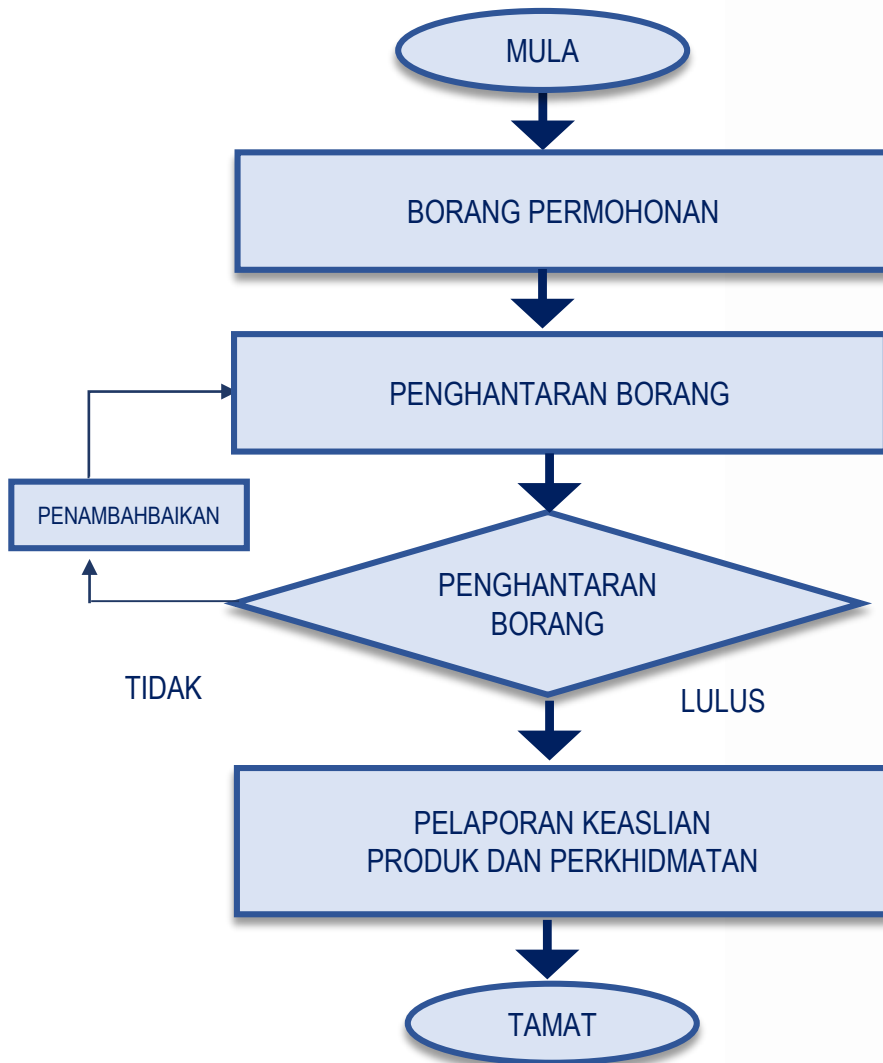 MULA
BORANG PERMOHONAN
PENGHANTARAN BORANG
PENAMBAHBAIKAN
PENGHANTARAN
BORANG
TIDAK
LULUS
PELAPORAN KEASLIAN
PRODUK DAN PERKHIDMATAN
TAMAT